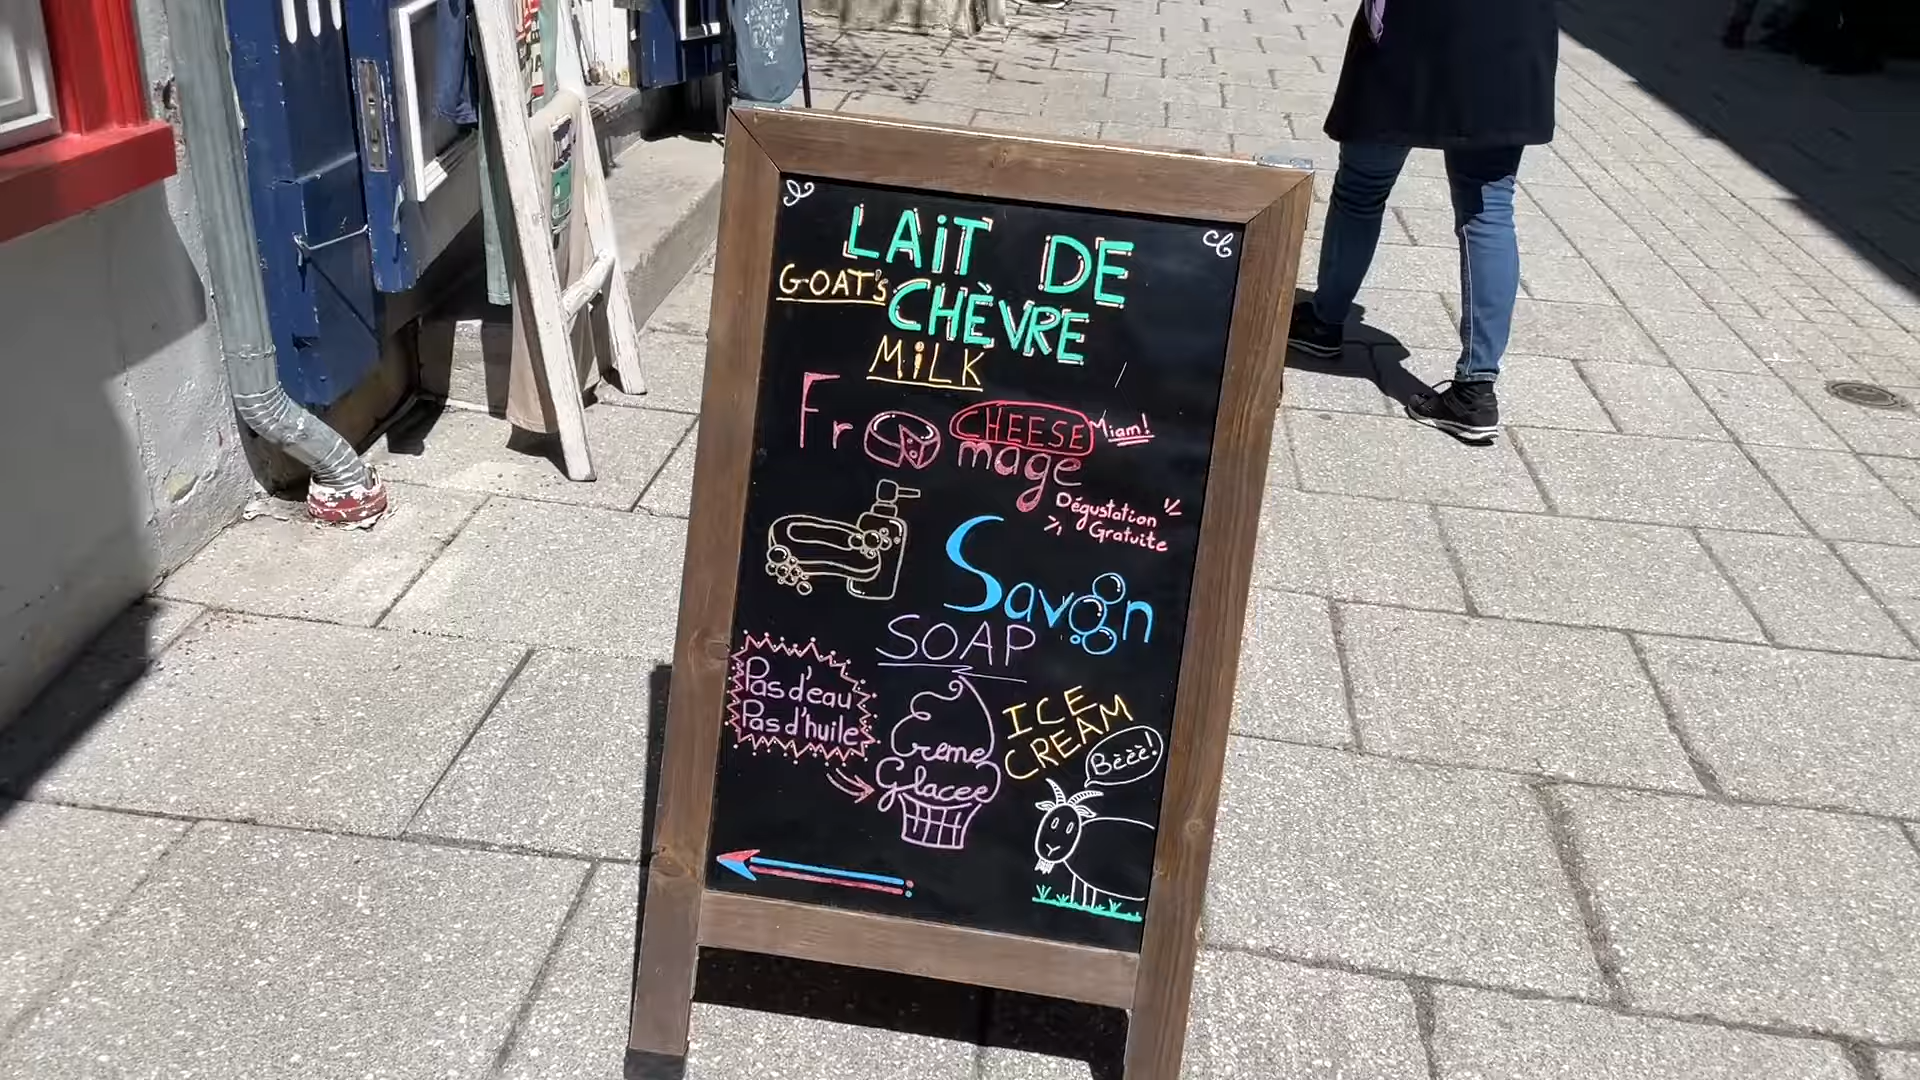 LAIT DE
GOAT'S
CHÈVRE
MILK
Fromage
CHEESE
Miam!
Dégustation
Gratuite
Savon
SOAP
Pas d'eau
Pas d'huile
Creme
Glacee
ICE
CREAM
Bèèè!